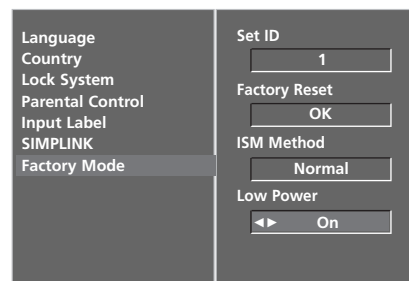 Language
Country
Lock System
Parental Control
Input Label
SIMPLINK
Factory Mode
Set ID
1
Factory Reset
OK
ISM Method
Normal
Low Power
◄► On